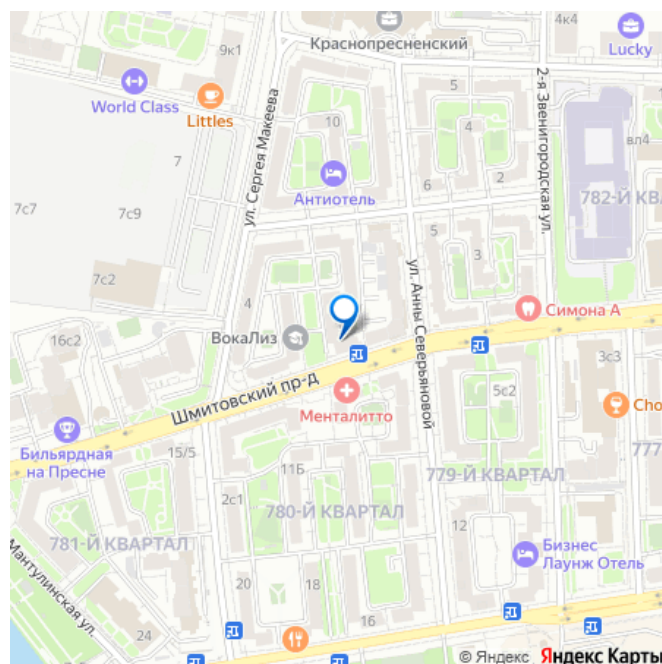 Краснопресненский
4к4
Lucky
9к1
World Class
Littles
ул. Сергея Макеева
10
5
4
2-я Звенигородская ул.
вл4
7
6
2
Антиотель
782-Й КВА
7с7
7с9
7с2
5
3
ул. Анны Северьяновой
4
Симона А
16с2
ВокаЛиз
Шмитовский пр-д
Менталитто
3с3
5с2
Cho
Бильярдная
на Пресне
15/5
11Б
779-Й КВАРТАЛ
777
2с1
780-Й КВАРТАЛ
781-Й КВАРТАЛ
12
Бизнес
Лаунж Отель
Мантулинская ул.
20
18
24
16
© Яндекс Яндекс Карты